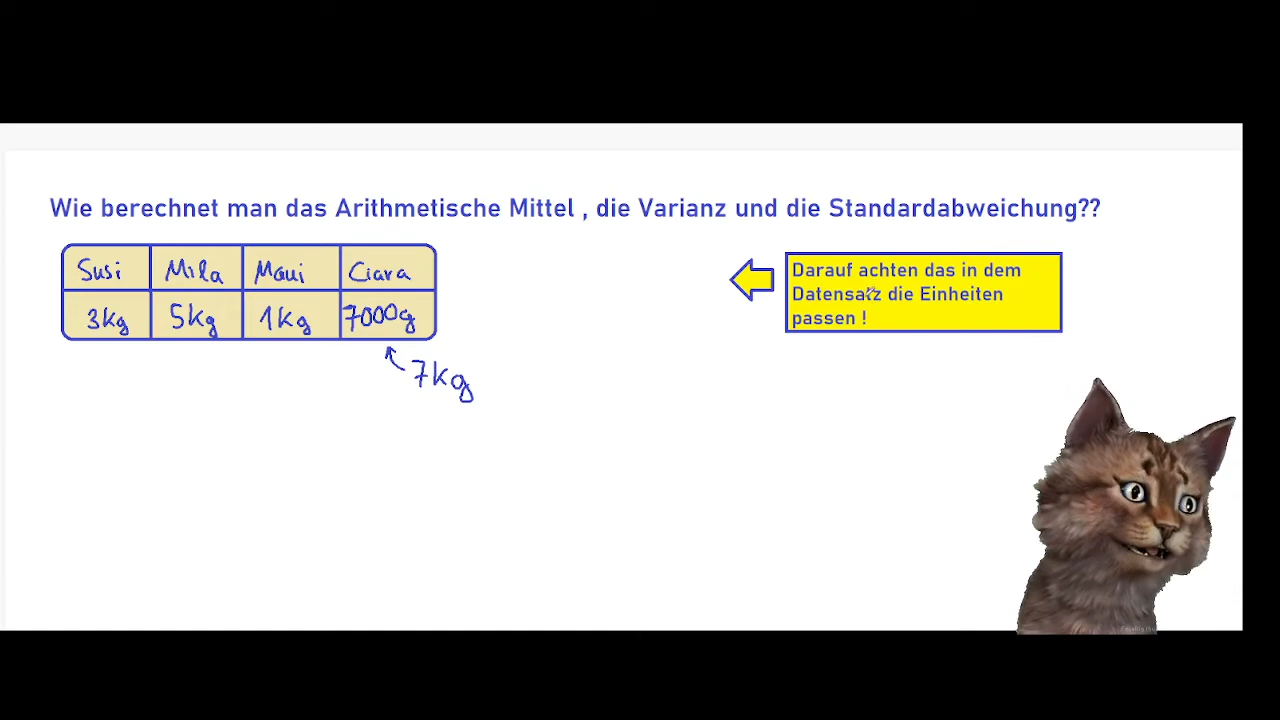 Wie berechnet man das Arithmetische Mittel , die Varianz und die Standardabweichung??
Susi Mila Maui Ciara
3kg 5kg 1kg 7000g
7kg
Darauf achten das in dem
Datensatz die Einheiten
passen !